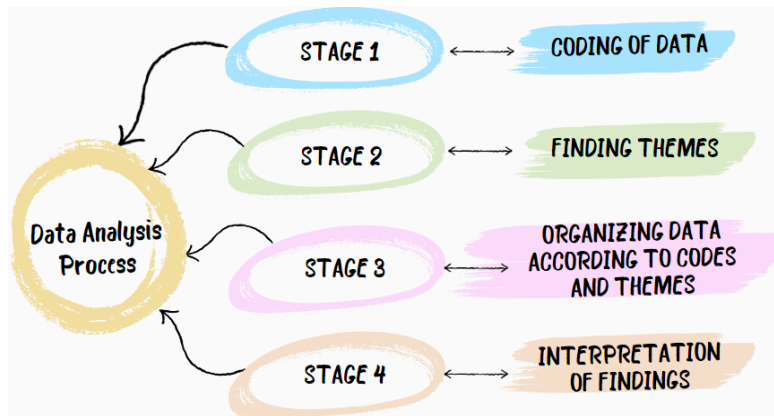 STAGE 1
CODING OF DATA
STAGE 2
FINDING THEMES
Data Analysis
Process
STAGE 3
ORGANIZING DATA
ACCORDING TO CODES
AND THEMES
STAGE 4
INTERPRETATION
OF FINDINGS